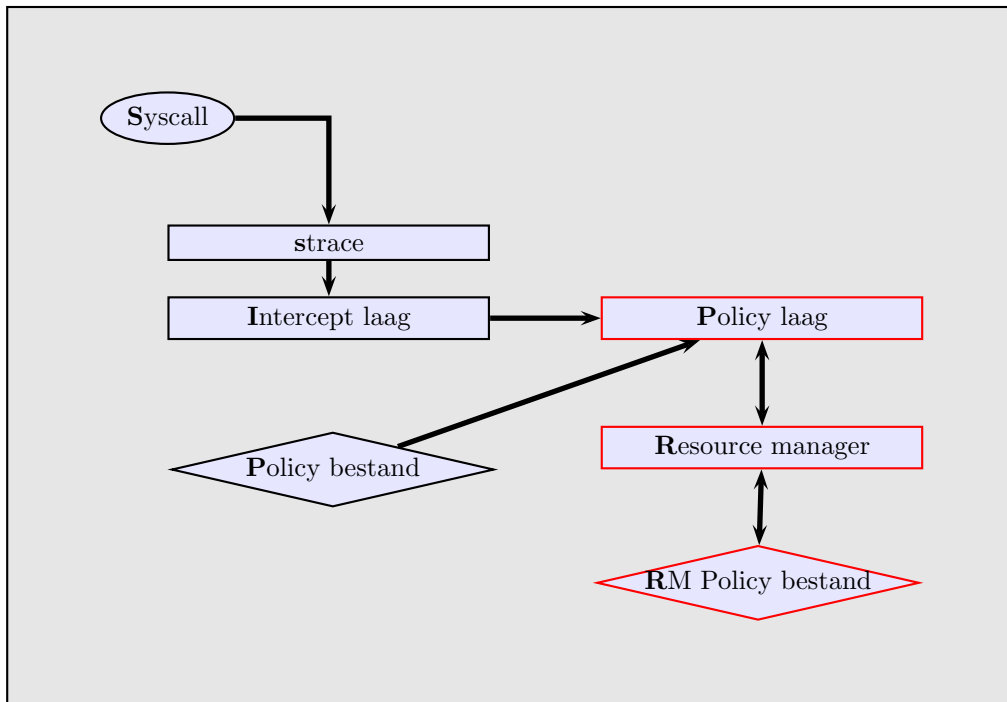 Syscall
strace
Intercept laag
Policy laag
Policy bestand
Resource manager
RM Policy bestand